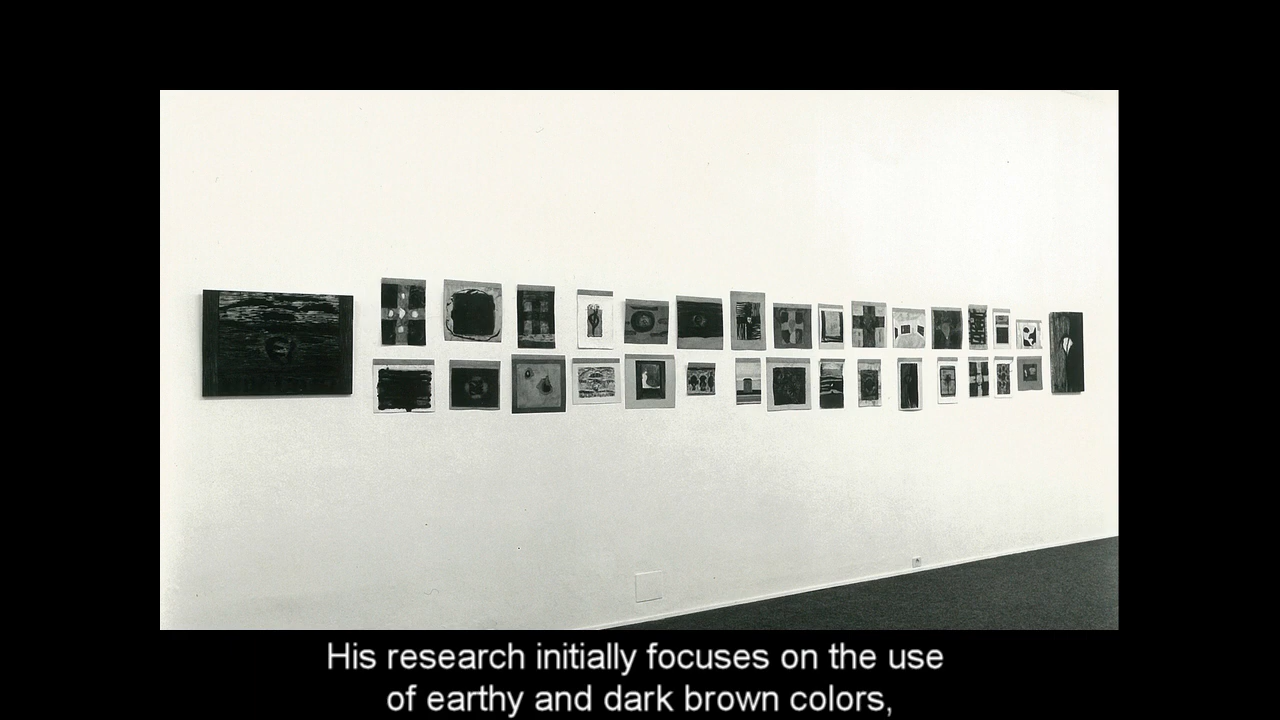 His research initially focuses on the use
of earthy and dark brown colors,